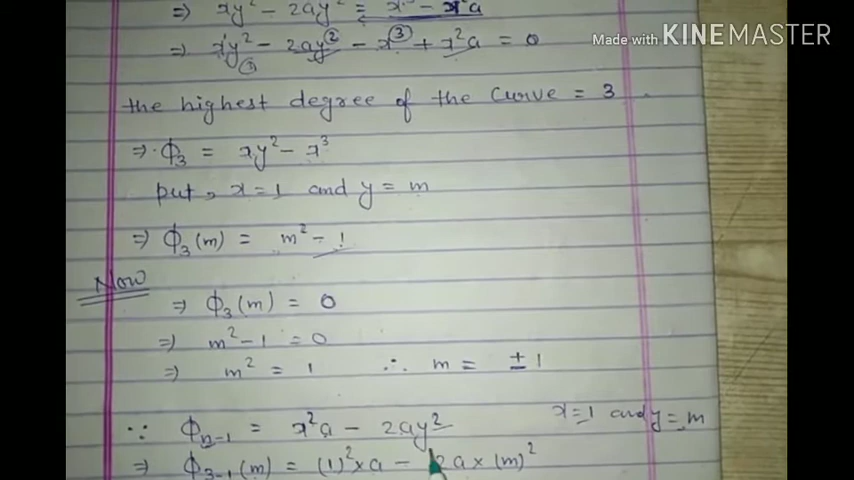 ⇒ xy² - 2ay² = x³ - x²a
⇒ xy² - 2ay² - x³ + x²a = 0
③
Made with KINEMASTER
the highest degree of the curve = 3 .
⇒ ϕ₃ = xy² - x³
put, x = 1 and y = m
⇒ ϕ₃(m) = m² - 1
Now
⇒ ϕ₃(m) = 0
⇒ m² - 1 = 0
⇒ m² = 1 ∴ m = ± 1
∵ ϕₙ₋₁ = x²a - 2ay² x=1 and y=m
⇒ ϕ₃₋₁(m) = (1)² × a - 2a × (m)²